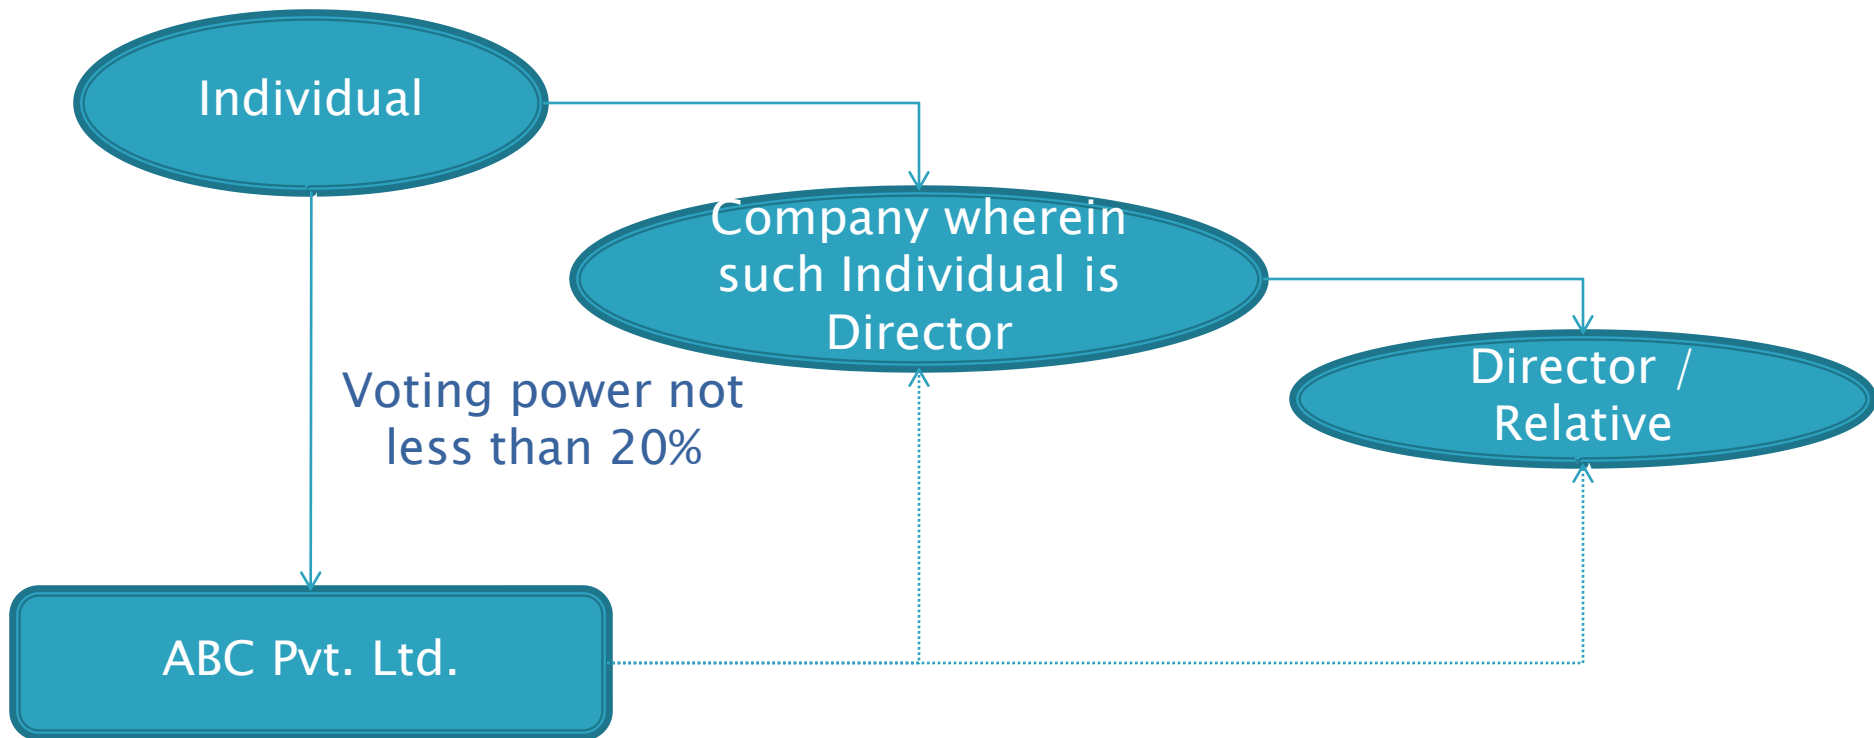 Individual
Company wherein
such Individual is
Director
Director /
Relative
Voting power not
less than 20%
ABC Pvt. Ltd.